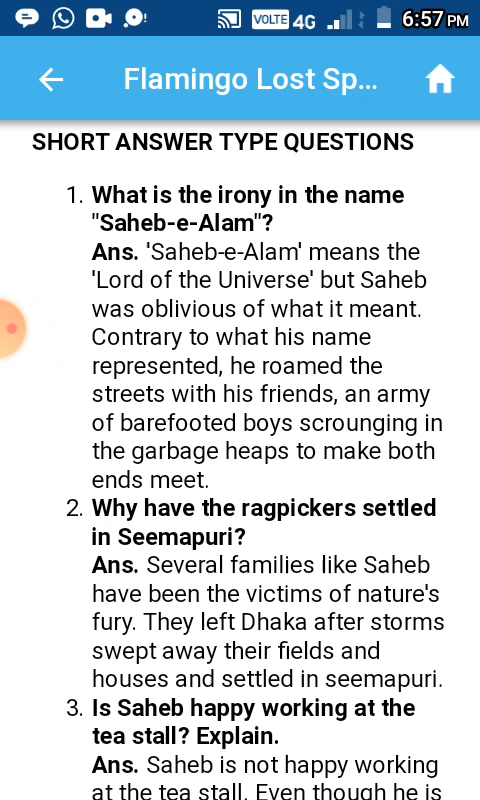 VOLTE 4G 6:57 PM
Flamingo Lost Sp...
SHORT ANSWER TYPE QUESTIONS
1. What is the irony in the name
"Saheb-e-Alam"?
Ans. 'Saheb-e-Alam' means the
'Lord of the Universe' but Saheb
was oblivious of what it meant.
Contrary to what his name
represented, he roamed the
streets with his friends, an army
of barefooted boys scrounging in
the garbage heaps to make both
ends meet.
2. Why have the ragpickers settled
in Seemapuri?
Ans. Several families like Saheb
have been the victims of nature's
fury. They left Dhaka after storms
swept away their fields and
houses and settled in seemapuri.
3. Is Saheb happy working at the
tea stall? Explain.
Ans. Saheb is not happy working
at the tea stall. Even though he is